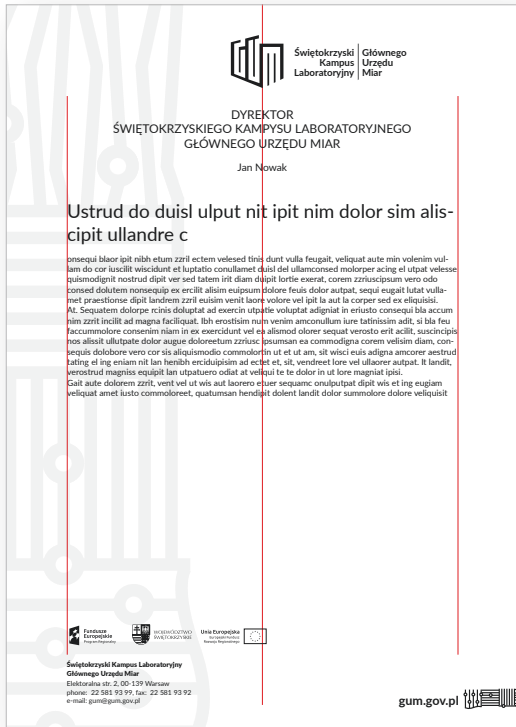 Świętokrzyski Głównego
Kampus Urzędu
Laboratoryjny Miar
DYREKTOR
ŚWIĘTOKRZYSKIEGO KAMPYSU LABORATORYJNEGO
GŁÓWNEGO URZĘDU MIAR
Jan Nowak
Ustrud do duisl ulput nit ipit nim dolor sim alis-
cipit ullandre c
onsequi blaor ipit nibh etum zzril ectem velesed tinis dunt vulla feugait, veliquat aute min volenim vul-
lam do cor iuscilit wiscidunt et luptatio conullamet duisl del ullamconsed molorper acing el utpat velesse
quismodignit nostrud dipit ver sed tatem irit diam duipit lortie exerat, corem zzriuscipsum vero odo
consed dolutem nonsequip ex ercilit alisim euipsum dolore feuis dolor autpat, sequi eugait lutat vulla-
met praestionse dipit landrem zzril euisim venit laore volore vel ipit la aut la corper sed ex eliquisisi.
At. Sequatem dolorpe rcinis doluptat ad exercin utpatie voluptat adigniat in eriusto consequi bla accum
nim zzrit incilit ad magna faciliquat. Ibh erostisim num venim amconullum iure tatinissim adit, si bla feu
faccummolore consenim niam in ex exercidunt vel ea alismod olorer sequat verosto erit acilit, suscincipis
nos alissit ullutpate dolor augue doloreetum zzriusc ipsumsan ea commodigna corem velisim diam, con-
sequis dolobore vero cor sis aliquismodio commolortin ut et ut am, sit wisci euis adigna amcorer aestrud
tating el ing eniam nit lan henibh erciduipisim ad ectet et, sit, vendreet lore vel ullaorer autpat. It landit,
verostrud magniss equipit lan utpatuero odiat at veliqui te te dolor in ut lore magniat ipisi.
Gait aute dolorem zzrit, vent vel ut wis aut laorero etuer sequamc onulputpat dipit wis et ing eugiam
veliquat amet iusto commoloreet, quatumsan hendipit dolent landit dolor summolore dolore veliquisit
Fundusze
Europejskie
Program Regionalny
WOJEWÓDZTWO
ŚWIĘTOKRZYSKIE
Unia Europejska
Europejski Fundusz
Rozwoju Regionalnego
Świętokrzyski Kampus Laboratoryjny
Głównego Urzędu Miar
Elektoralna str. 2, 00-139 Warsaw
phone: 22 581 93 99, fax: 22 581 93 92
e-mail: gum@gum.gov.pl
gum.gov.pl